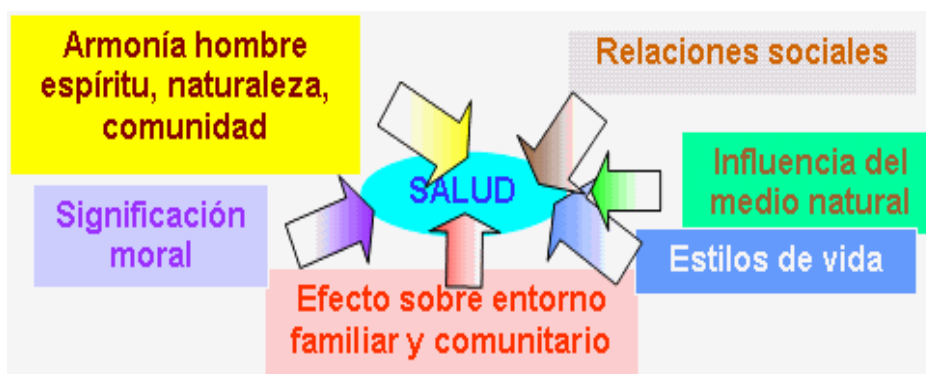 Armonía hombre
espíritu, naturaleza,
comunidad
Relaciones sociales
SALUD
Influencia del
medio natural
Significación
moral
Estilos de vida
Efecto sobre entorno
familiar y comunitario